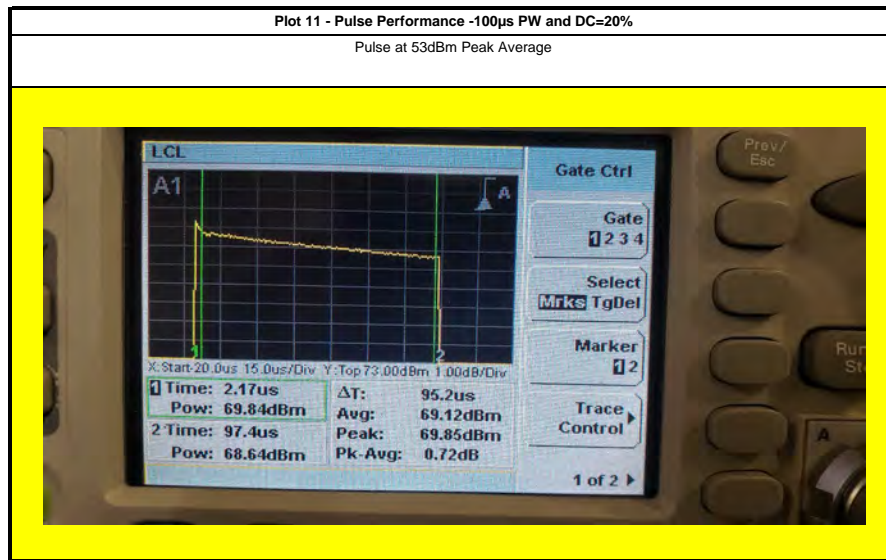 Plot 11 - Pulse Performance -100µs PW and DC=20%
Pulse at 53dBm Peak Average
LCL
Gate Ctrl
Prev/
Esc
A1
A
Gate
1 2 3 4
Select
Mrks TgDel
Marker
1 2
1
2
X:Start-20.0us 15.0us/Div Y:Top73.00dBm 1.00dB/Div
1 Time: 2.17us
Pow: 69.84dBm
2 Time: 97.4us
Pow: 68.64dBm
ΔT: 95.2us
Avg: 69.12dBm
Peak: 69.85dBm
Pk-Avg: 0.72dB
Trace
Control
1 of 2
A